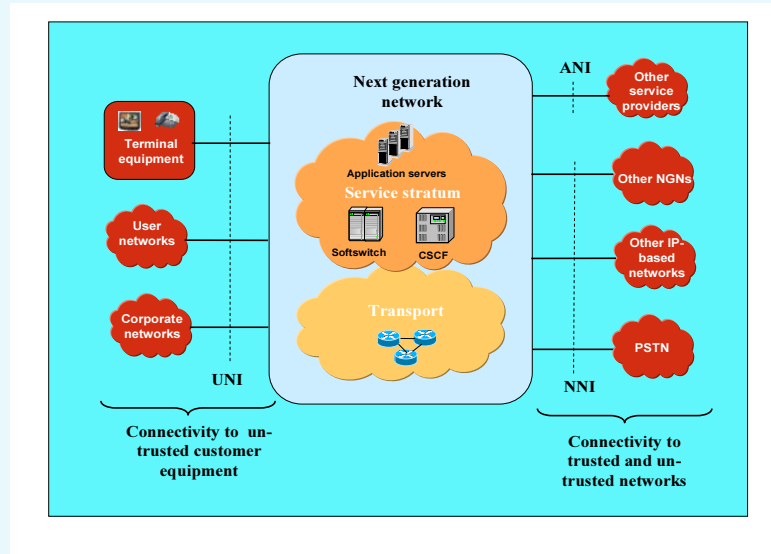 Next generation
network
Terminal
equipment
User
networks
Corporate
networks
UNI
Connectivity to un-
trusted customer
equipment
Application servers
Service stratum
Softswitch
CSCF
Transport
ANI
Other
service
providers
Other NGNs
Other IP-
based networks
PSTN
NNI
Connectivity to
trusted and un-
trusted networks